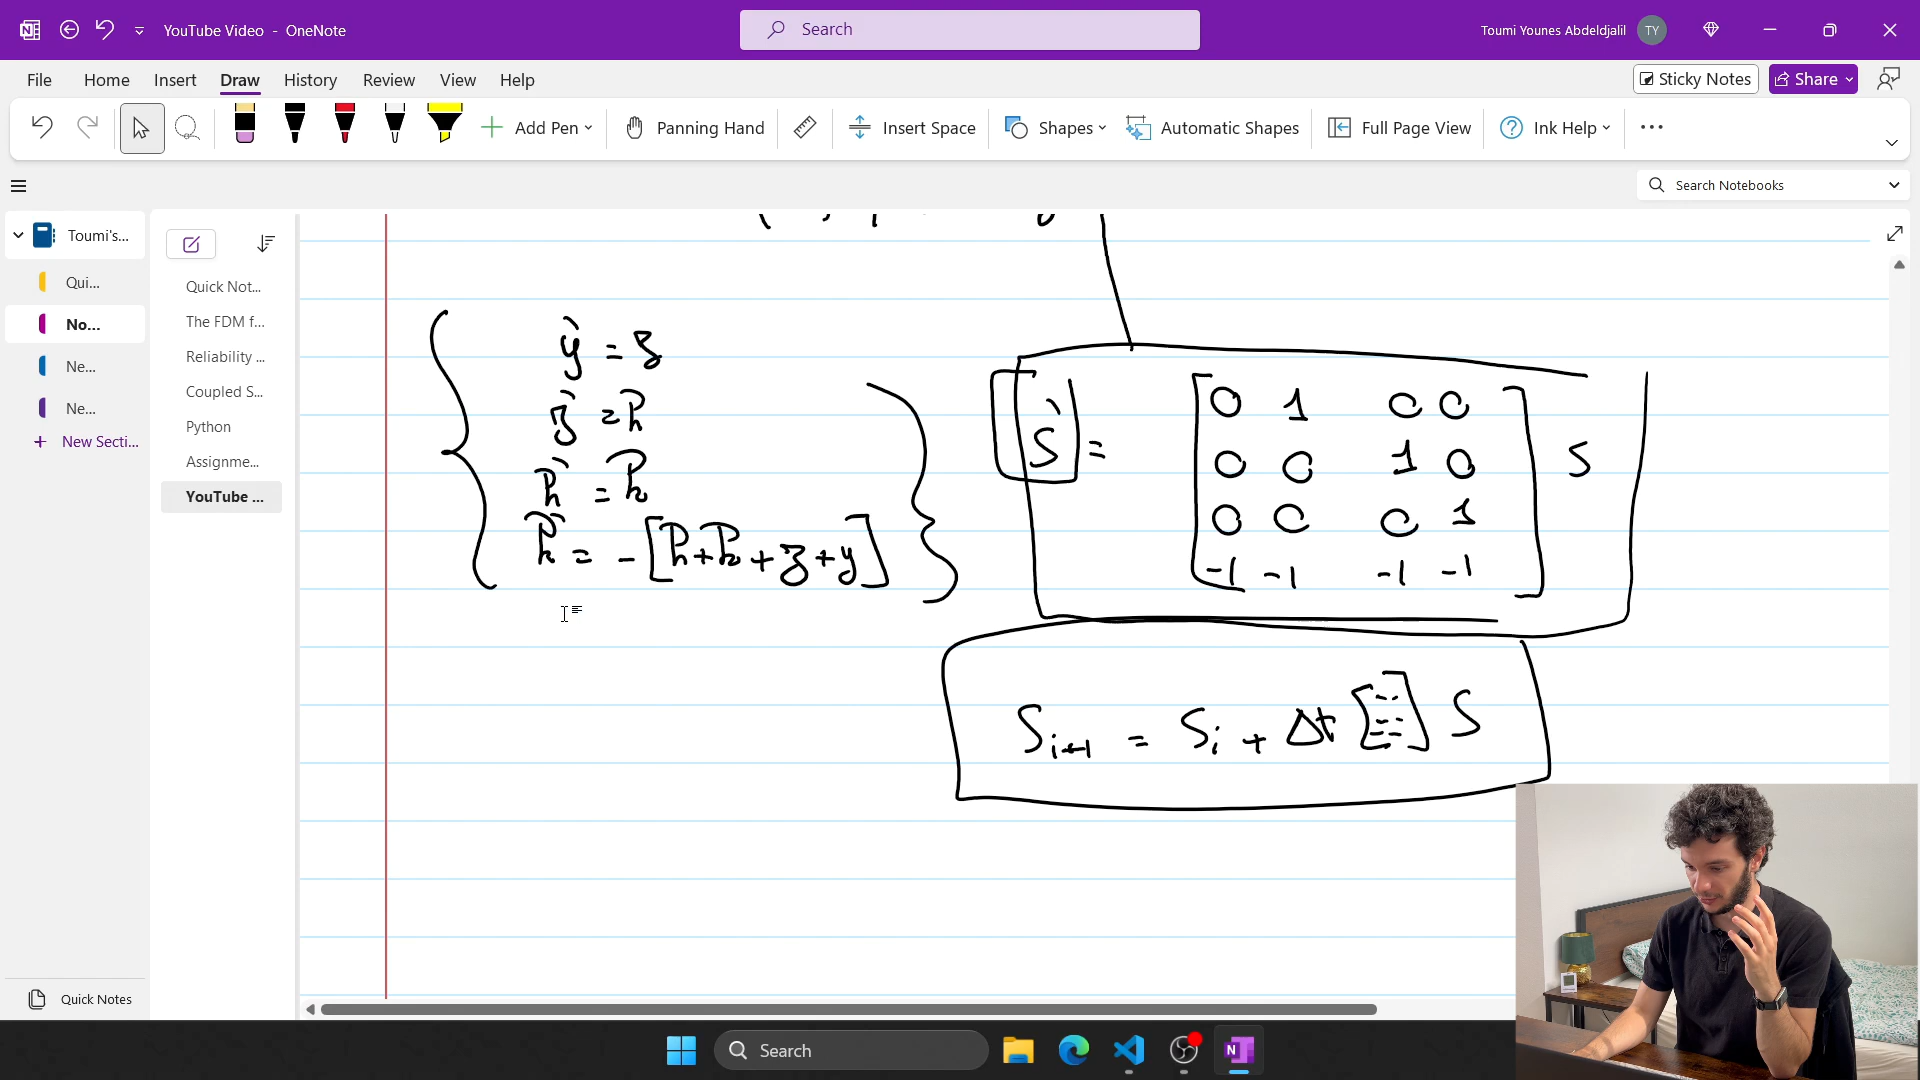 YouTube Video - OneNote
Search
Toumi Younes Abdeldjalil
TY
File Home Insert Draw History Review View Help
Sticky Notes
Share
Add Pen
Panning Hand
Insert Space
Shapes
Automatic Shapes
Full Page View
Ink Help
Search Notebooks
Toumi's...
Qui...
No...
Ne...
Ne...
New Secti...
Quick Notes
Quick Not...
The FDM f...
Reliability ...
Coupled S...
Python
Assignme...
YouTube ...
= z
Ṡ =
0 1 0 0
0 0 1 0
0 0 0 1
-1 -1 -1 -1
S
S i+1 = S i + Δt [ ] S
Search